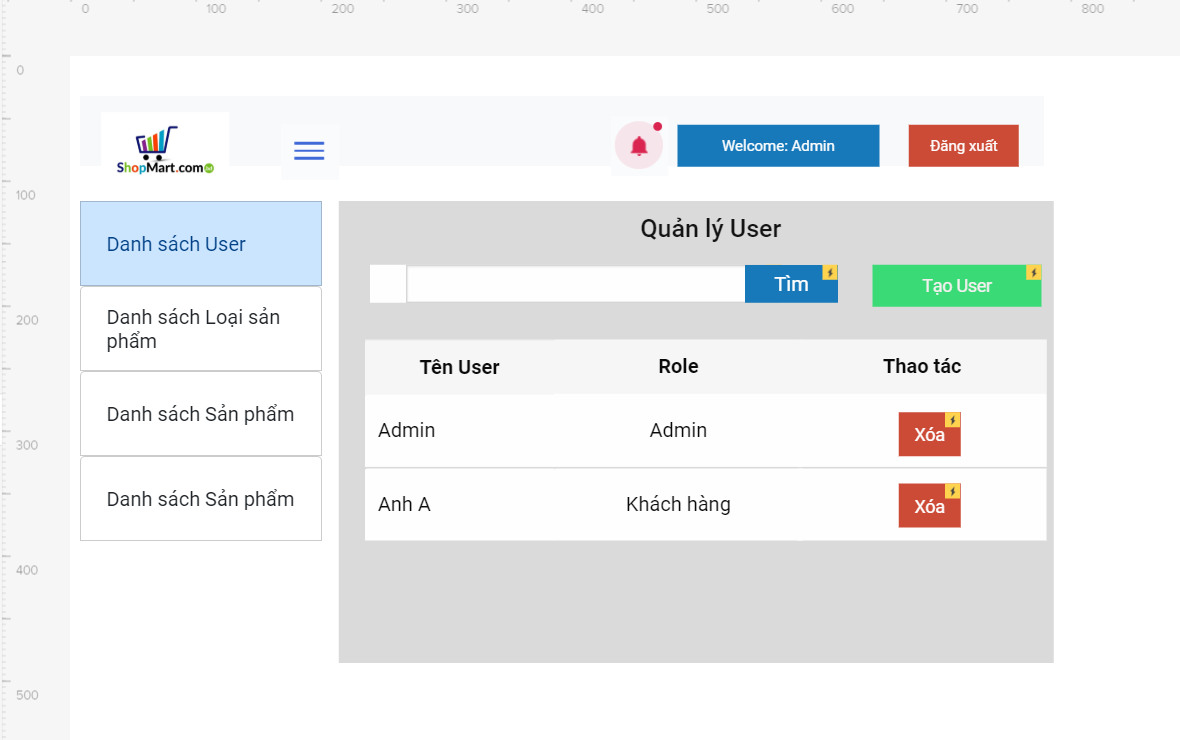 0 100 200 300 400 500 600 700 800
0
100
200
300
400
500
ShopMart.com
Welcome: Admin
Đăng xuất
Danh sách User
Danh sách Loại sản
phẩm
Danh sách Sản phẩm
Danh sách Sản phẩm
Quản lý User
Tìm
Tạo User
Tên User Role Thao tác
Admin Admin Xóa
Anh A Khách hàng Xóa